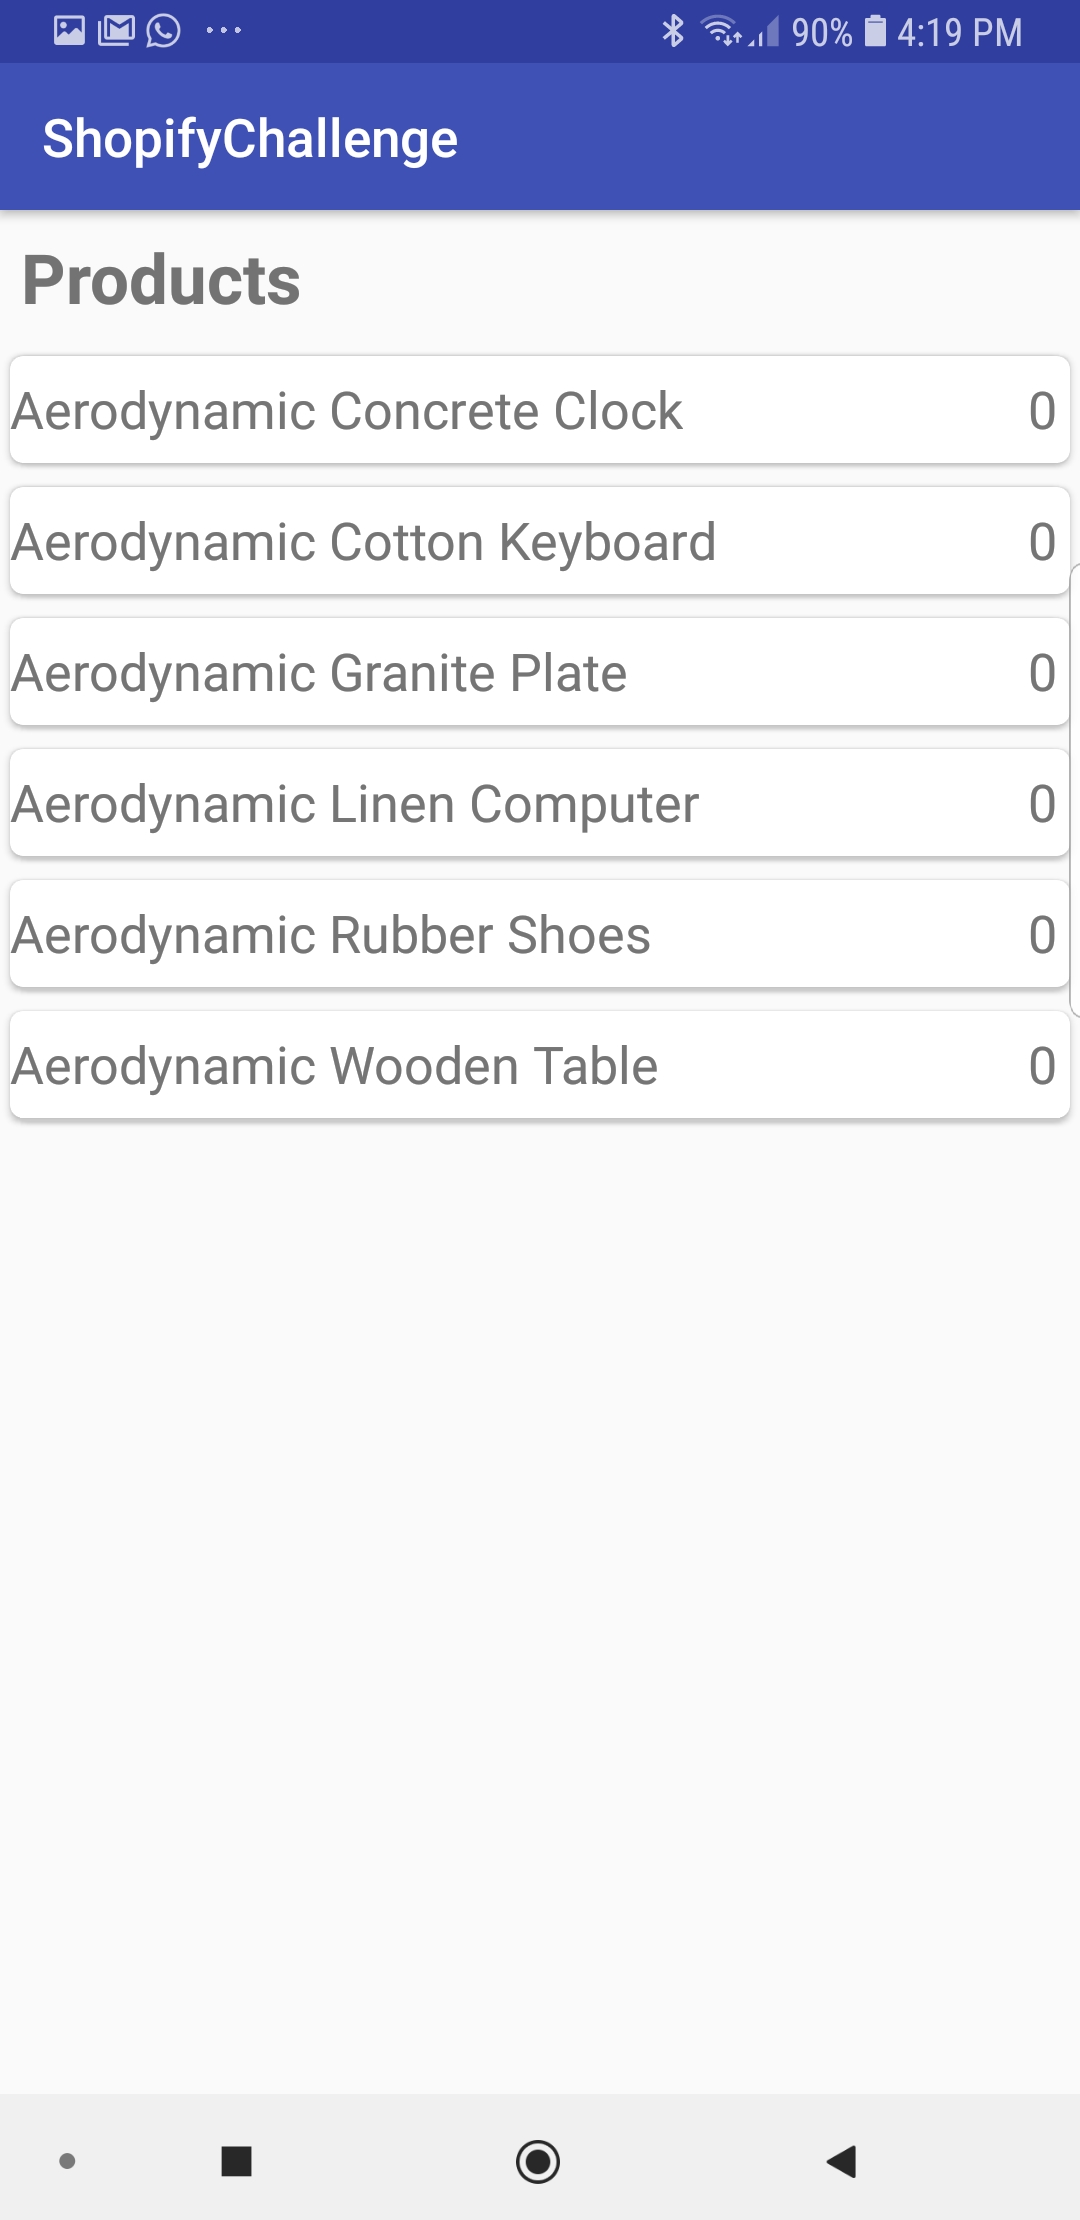 90% 4:19 PM
ShopifyChallenge
Products
Aerodynamic Concrete Clock 0
Aerodynamic Cotton Keyboard 0
Aerodynamic Granite Plate 0
Aerodynamic Linen Computer 0
Aerodynamic Rubber Shoes 0
Aerodynamic Wooden Table 0